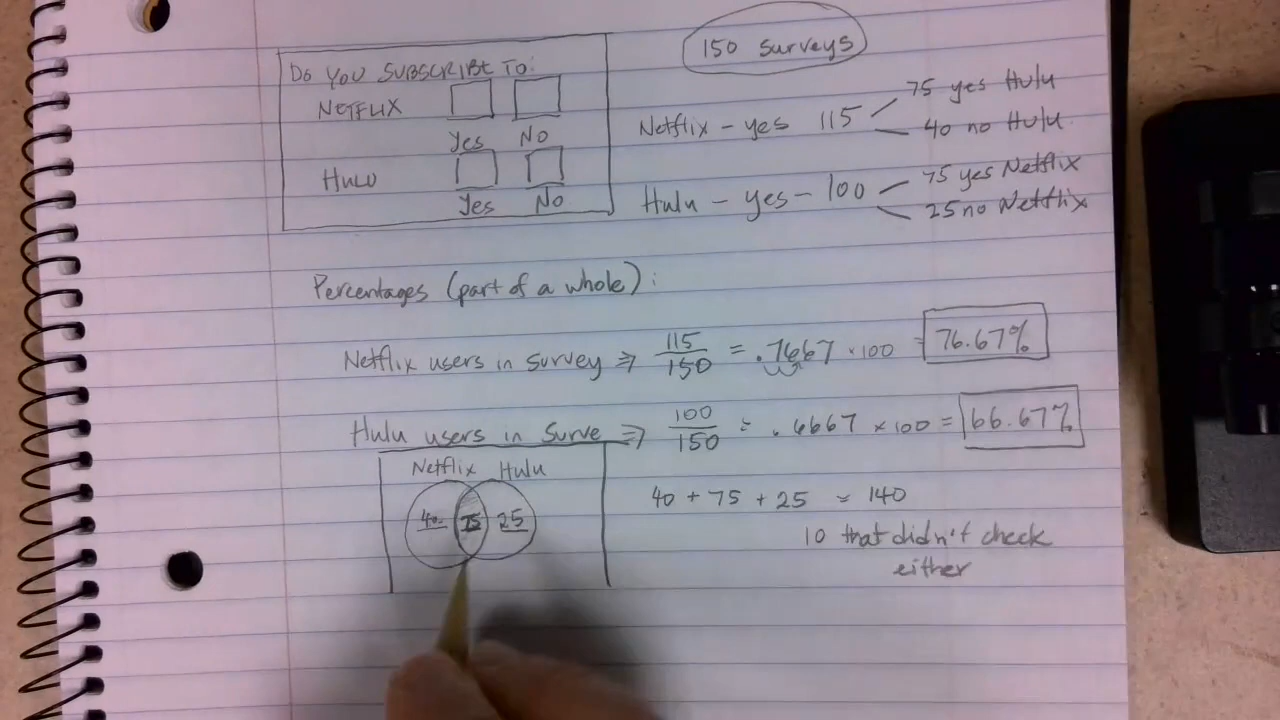 150 surveys
DO YOU SUBSCRIBE TO:
NETFLIX
Yes No
HULU
Yes No
Netflix - yes 115
75 yes Hulu
40 no Hulu
Hulu - yes - 100
75 yes Netflix
25 no Netflix
Percentages (part of a whole):
Netflix users in survey ⇒ 115/150 = .7667 · 100 = 76.67%
Hulu users in surve ⇒ 100/150 = .6667 × 100 = 66.67%
Netflix Hulu
40 75 25
40 + 75 + 25 = 140
10 that didn't check
either